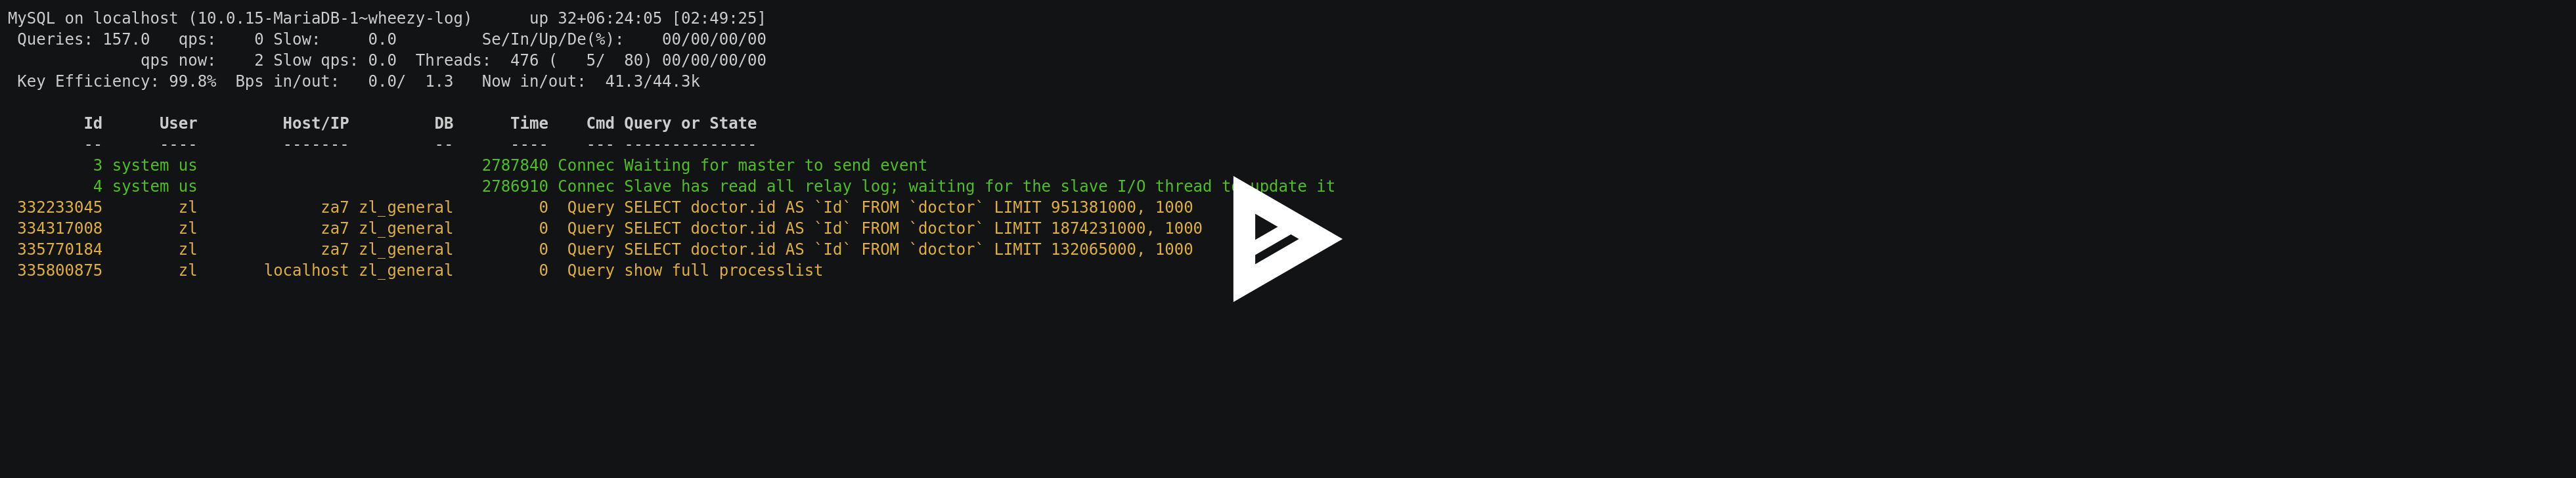 MySQL on localhost (10.0.15-MariaDB-1~wheezy-log)      up 32+06:24:05 [02:49:25]
 Queries: 157.0   qps:    0 Slow:     0.0         Se/In/Up/De(%):    00/00/00/00
              qps now:    2 Slow qps: 0.0  Threads:  476 (   5/  80) 00/00/00/00
 Key Efficiency: 99.8%  Bps in/out:   0.0/  1.3   Now in/out:  41.3/44.3k
        Id      User         Host/IP         DB      Time    Cmd Query or State
        --      ----         -------         --      ----    --- --------------
         3 system us                              2787840 Connec Waiting for master to send event
         4 system us                              2786910 Connec Slave has read all relay log; waiting for the slave I/O thread to update it
 332233045        zl             za7 zl_general         0  Query SELECT doctor.id AS `Id` FROM `doctor` LIMIT 951381000, 1000
 334317008        zl             za7 zl_general         0  Query SELECT doctor.id AS `Id` FROM `doctor` LIMIT 1874231000, 1000
 335770184        zl             za7 zl_general         0  Query SELECT doctor.id AS `Id` FROM `doctor` LIMIT 132065000, 1000
 335800875        zl       localhost zl_general         0  Query show full processlist